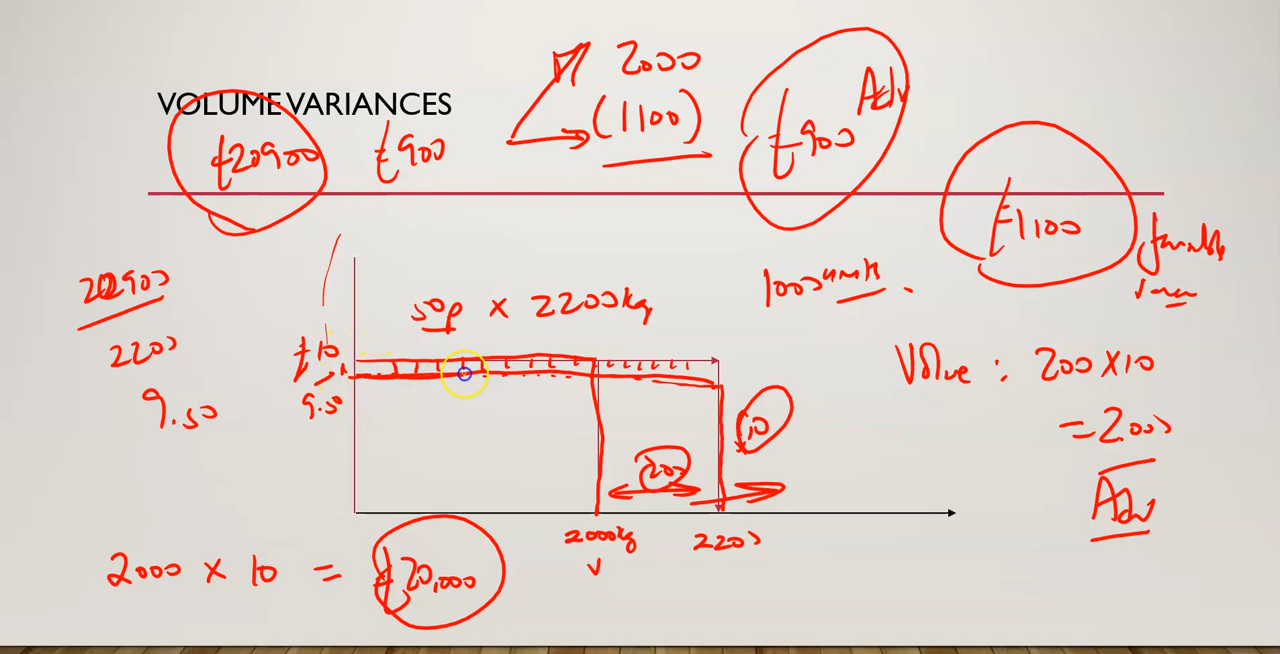 2000
VOLUME VARIANCES
(1100)
Adv
£900
£20900
£900
£1100
1000 units.
20900
50p x 2200kg
2200
£10
9.50
9.50
Volume : 200 x 10
= 2000
Adv
10
200
2000kg
2200
2000 x 10 = £20,000